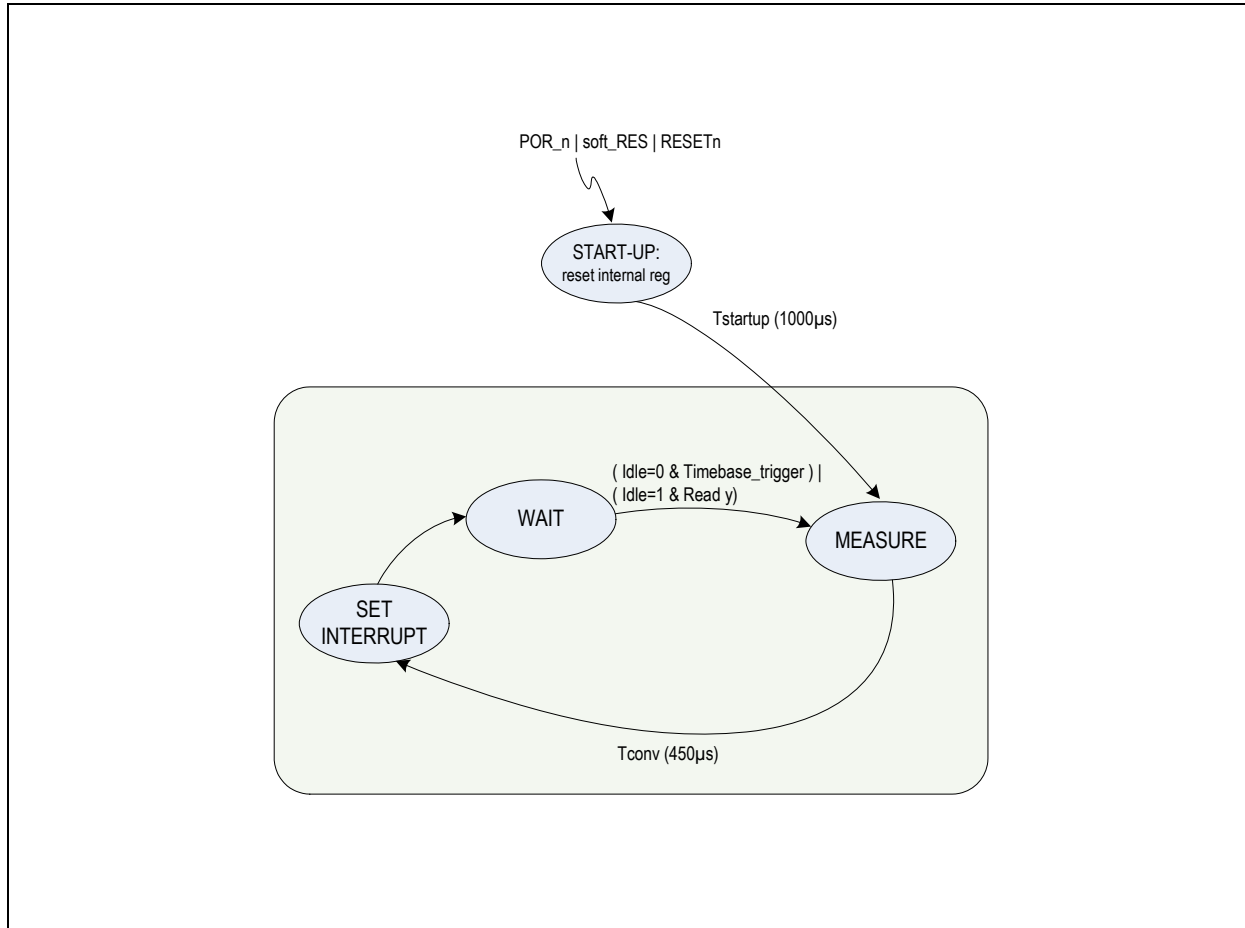 POR_n | soft_RES | RESETn
START-UP:
reset internal reg
Tstartup (1000µs)
( Idle=0 & Timebase_trigger ) |
( Idle=1 & Read y)
WAIT
MEASURE
SET
INTERRUPT
Tconv (450µs)